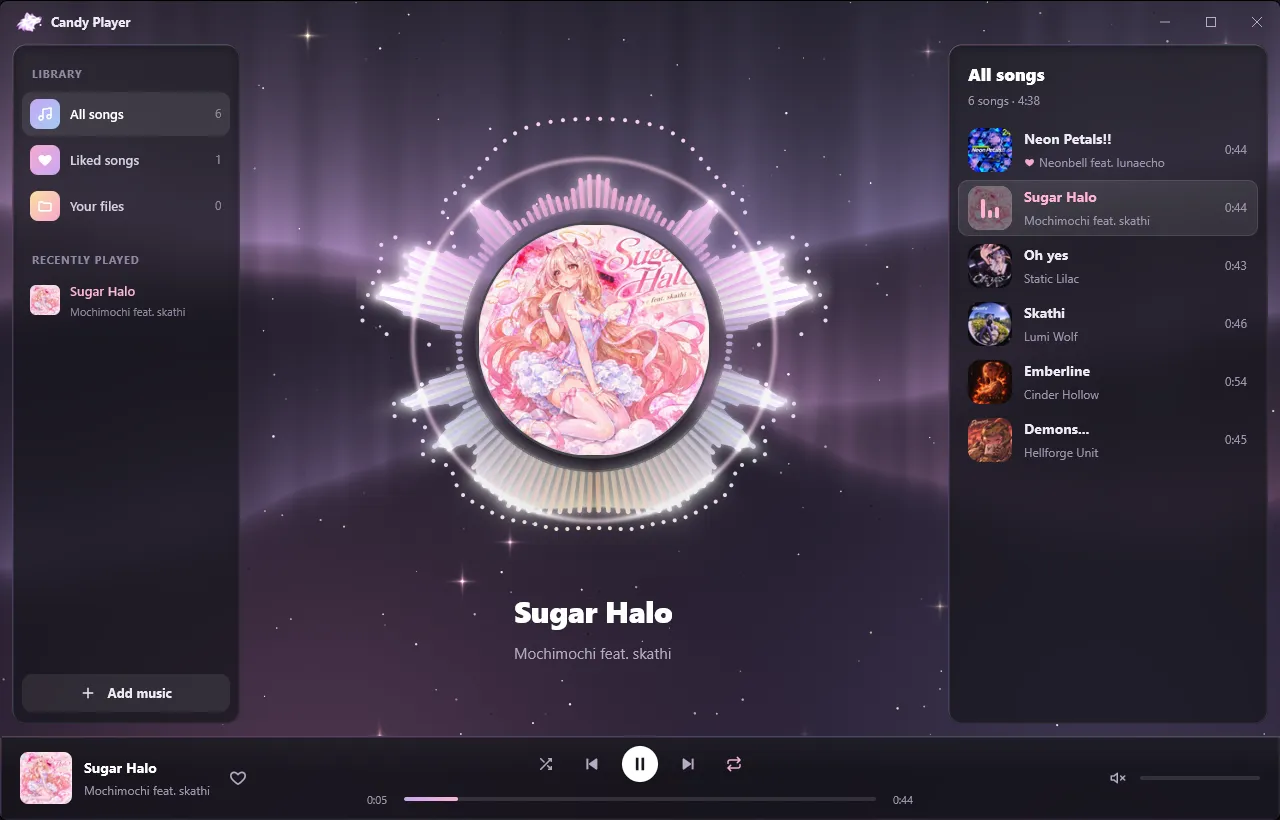 Candy Player
LIBRARY
All songs 6
Liked songs 1
Your files 0
RECENTLY PLAYED
Sugar Halo
Mochimochi feat. skathi
Add music
Sugar
Halo
feat. skathi
Sugar Halo
Mochimochi feat. skathi
All songs
6 songs · 4:38
Neon Petals!!
Neonbell feat. lunaecho
0:44
Sugar Halo
Mochimochi feat. skathi
0:44
Oh yes
Static Lilac
0:43
Skathi
Lumi Wolf
0:46
Emberline
Cinder Hollow
0:54
Demons...
Hellforge Unit
0:45
Sugar Halo
Mochimochi feat. skathi
0:05
0:44